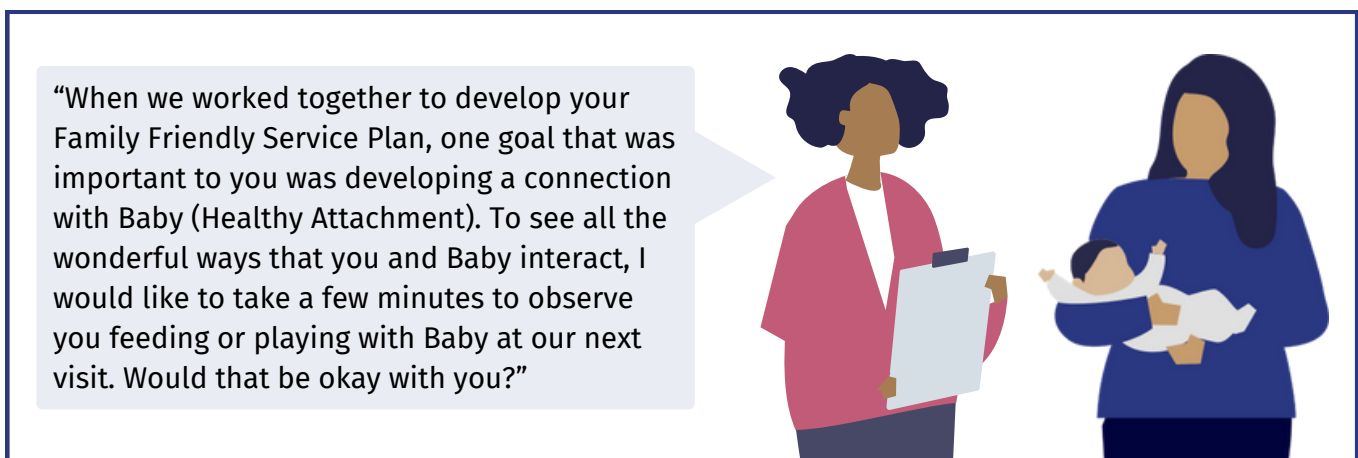 “When we worked together to develop your
Family Friendly Service Plan, one goal that was
important to you was developing a connection
with Baby (Healthy Attachment). To see all the
wonderful ways that you and Baby interact, I
would like to take a few minutes to observe
you feeding or playing with Baby at our next
visit. Would that be okay with you?”